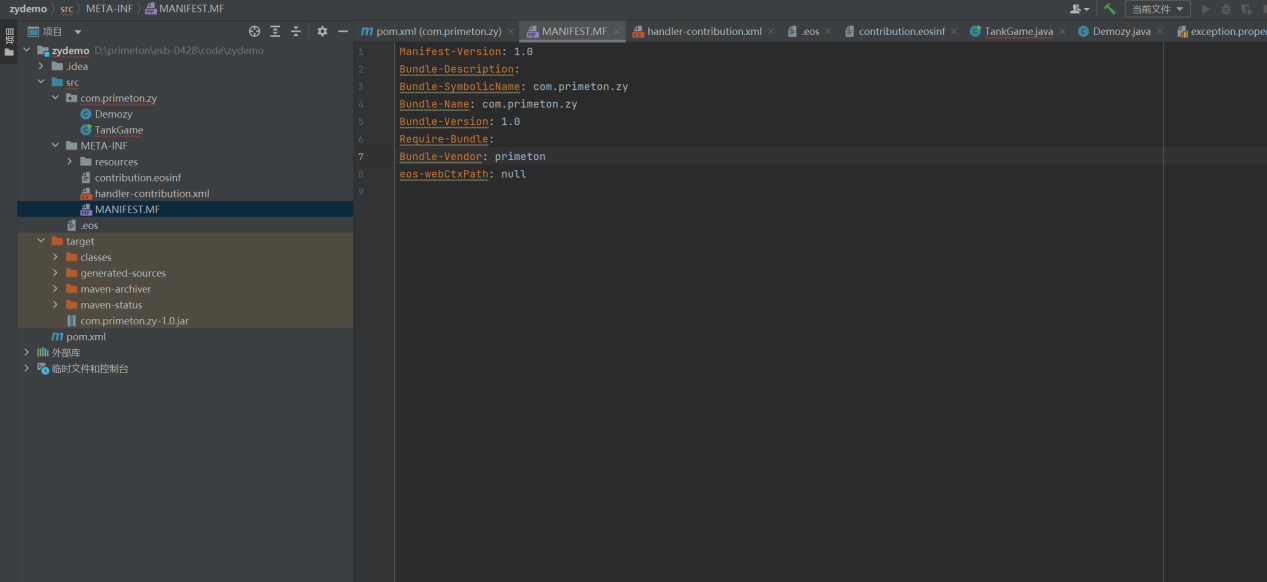 zydemo src META-INF MANIFEST.MF 当前文件
项目 项目 pom.xml (com.primeton.zy) MANIFEST.MF handler-contribution.xml .eos contribution.eosinf TankGame.java Demozy.java exception.prope
zydemo D:\primeton\esb-0428\code\zydemo
.idea
src
com.primeton.zy
Demozy
TankGame
META-INF
resources
contribution.eosinf
handler-contribution.xml
MANIFEST.MF
.eos
target
classes
generated-sources
maven-archiver
maven-status
com.primeton.zy-1.0.jar
pom.xml
外部库
临时文件和控制台
1 Manifest-Version: 1.0
2 Bundle-Description:
3 Bundle-SymbolicName: com.primeton.zy
4 Bundle-Name: com.primeton.zy
5 Bundle-Version: 1.0
6 Require-Bundle:
7 Bundle-Vendor: primeton
8 eos-webCtxPath: null
9